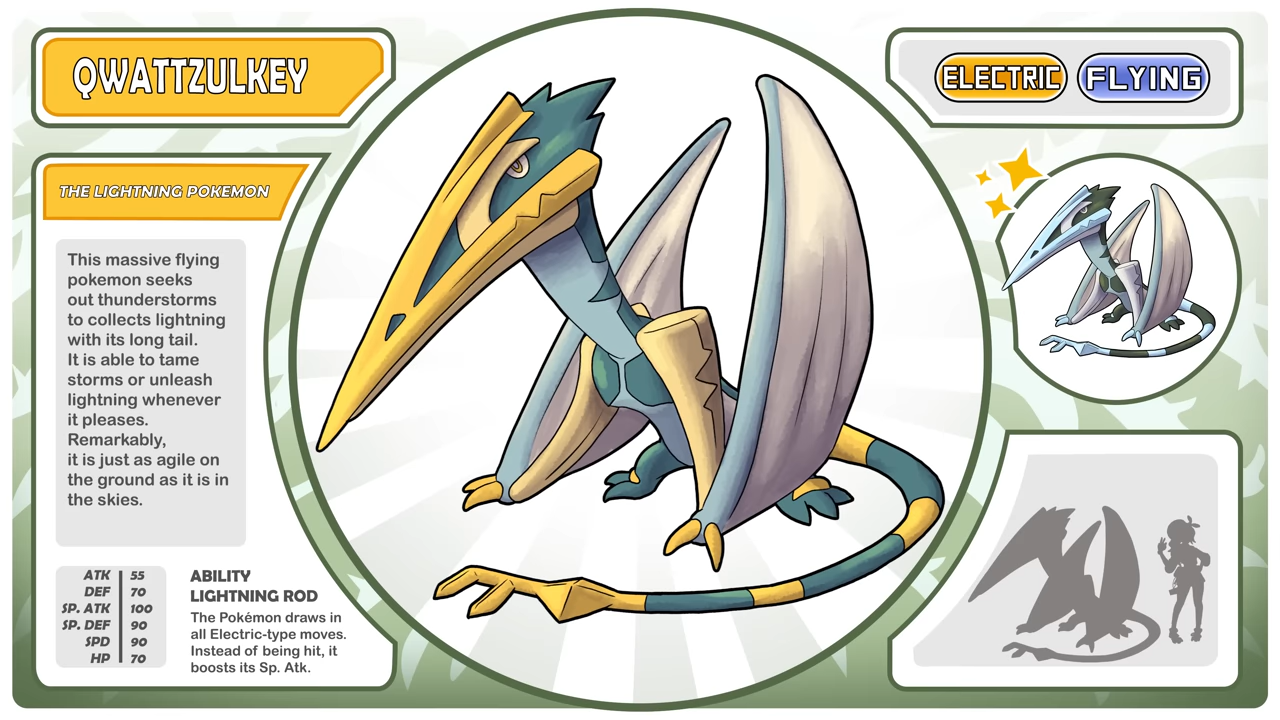 QWATTZULKEY
ELECTRIC FLYING
THE LIGHTNING POKEMON
This massive flying
pokemon seeks
out thunderstorms
to collects lightning
with its long tail.
It is able to tame
storms or unleash
lightning whenever
it pleases.
Remarkably,
it is just as agile on
the ground as it is in
the skies.
ATK 55
DEF 70
SP. ATK 100
SP. DEF 90
SPD 90
HP 70
ABILITY
LIGHTNING ROD
The Pokémon draws in
all Electric-type moves.
Instead of being hit, it
boosts its Sp. Atk.